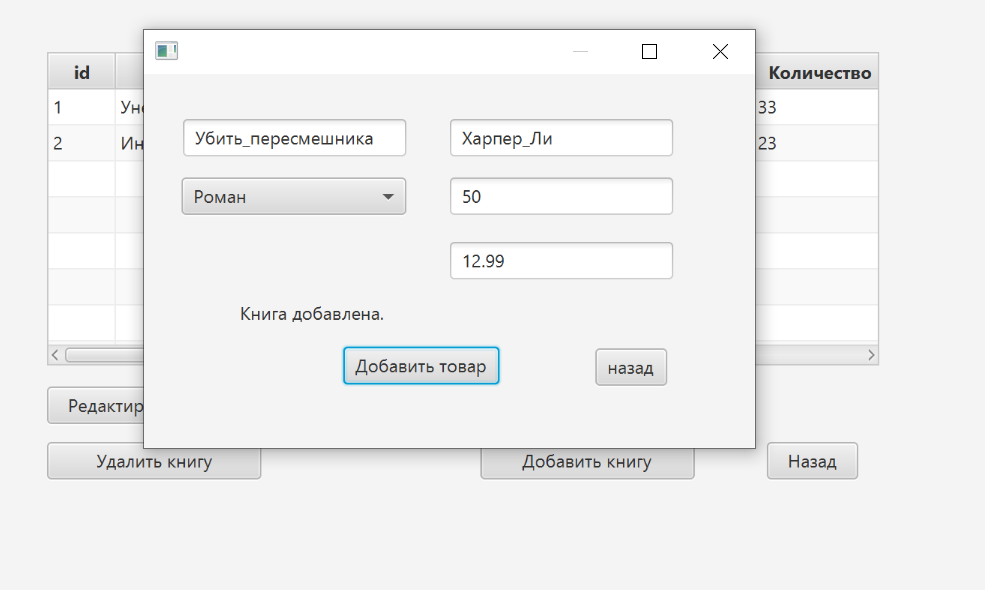 id
Количество
1
33
2
23
Убить_пересмешника
Харпер_Ли
Роман
50
12.99
Книга добавлена.
Добавить товар
назад
Удалить книгу
Добавить книгу
Назад